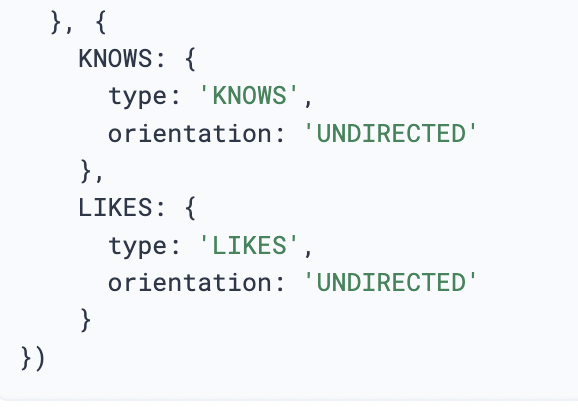 }, {
KNOWS: {
type: 'KNOWS',
orientation: 'UNDIRECTED'
},
LIKES: {
type: 'LIKES',
orientation: 'UNDIRECTED'
}
})